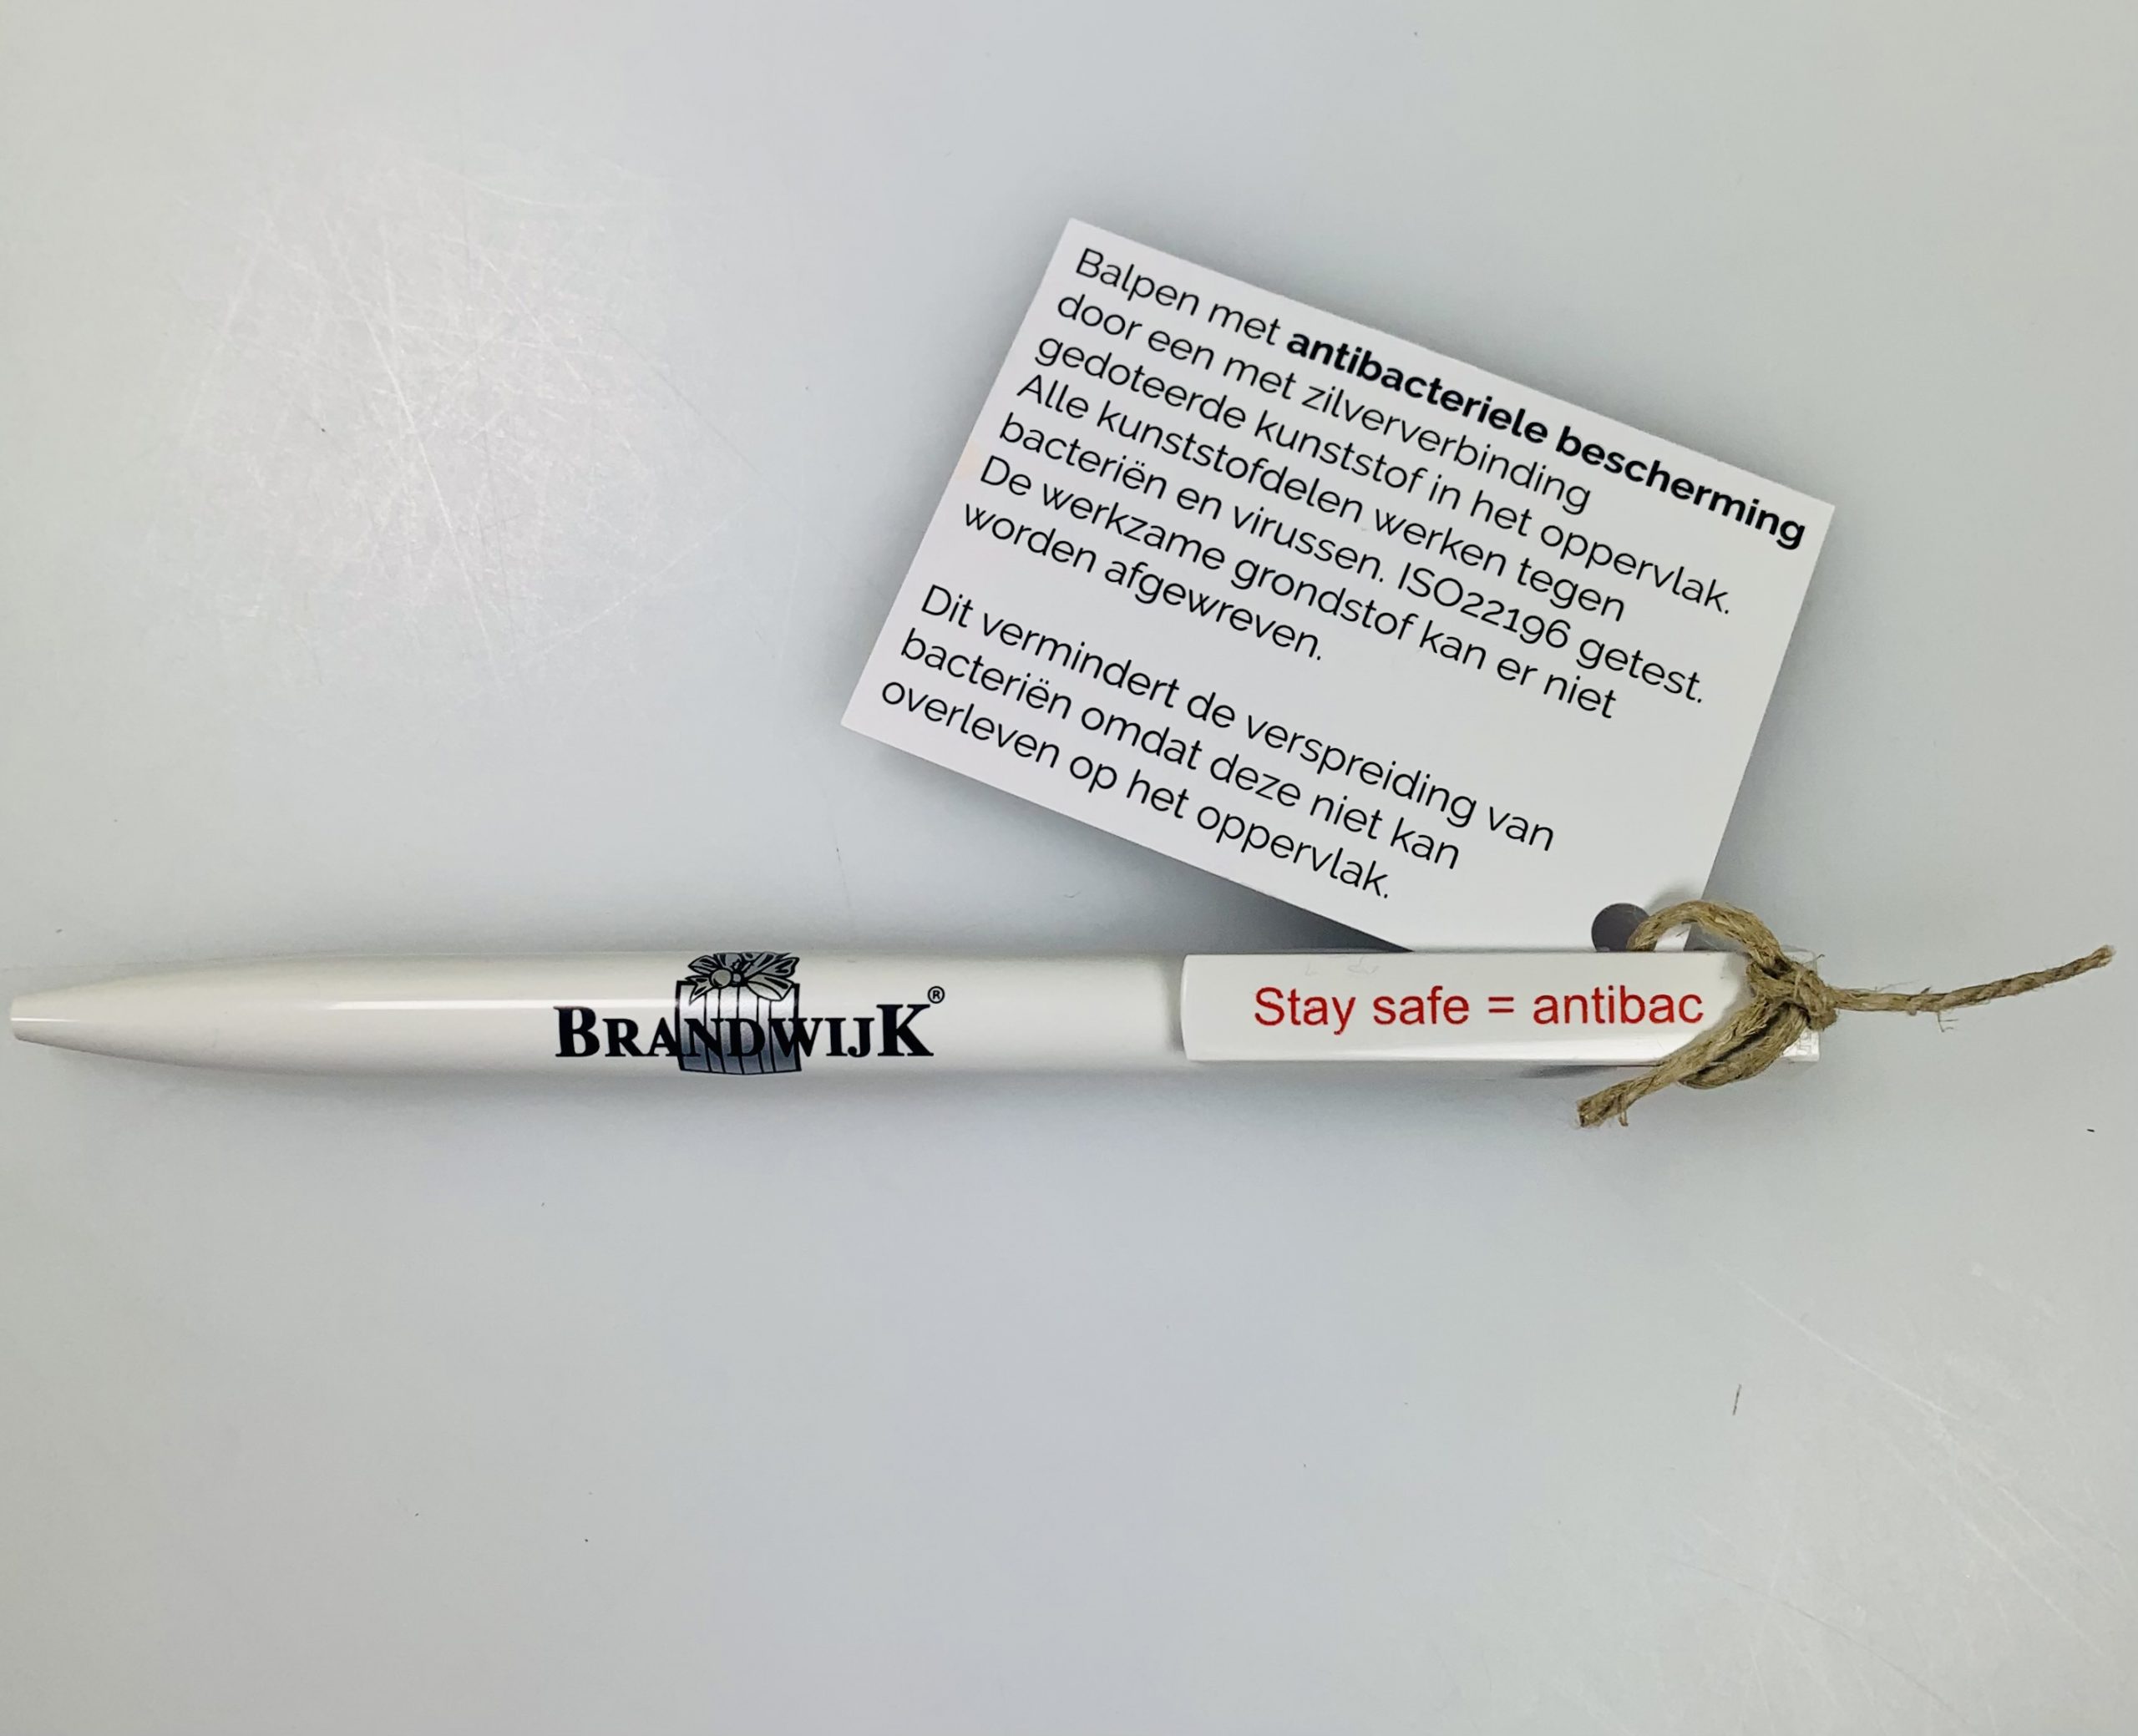 Balpen met antibacteriele bescherming
door een met zilververbinding
gedoteerde kunststof in het oppervlak.
Alle kunststofdelen werken tegen
bacteriën en virussen. ISO22196 getest.
De werkzame grondstof kan er niet
worden afgewreven.
Dit vermindert de verspreiding van
bacteriën omdat deze niet kan
overleven op het oppervlak.
BRANDWIJK®
Stay safe = antibac